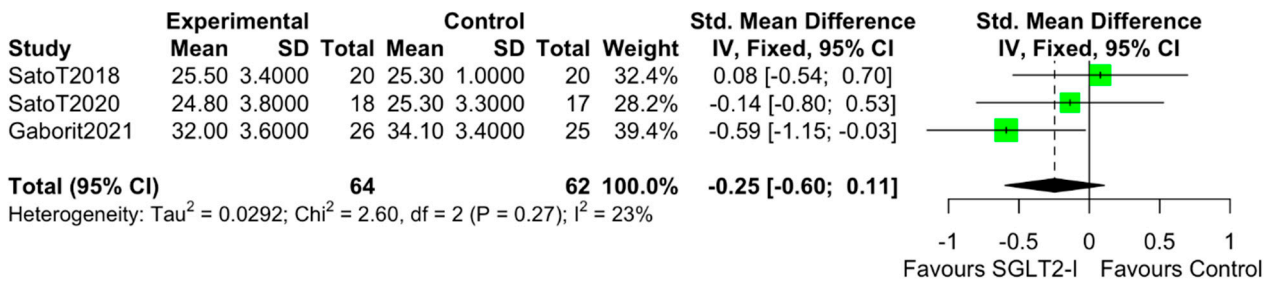 Experimental Control Std. Mean Difference Std. Mean Difference
Study Mean SD Total Mean SD Total Weight IV, Fixed, 95% CI IV, Fixed, 95% CI
SatoT2018 25.50 3.4000 20 25.30 1.0000 20 32.4% 0.08 [-0.54; 0.70]
SatoT2020 24.80 3.8000 18 25.30 3.3000 17 28.2% -0.14 [-0.80; 0.53]
Gaborit2021 32.00 3.6000 26 34.10 3.4000 25 39.4% -0.59 [-1.15; -0.03]
Total (95% CI) 64 62 100.0% -0.25 [-0.60; 0.11]
Heterogeneity: Tau² = 0.0292; Chi² = 2.60, df = 2 (P = 0.27); I² = 23%
-1 -0.5 0 0.5 1
Favours SGLT2-I Favours Control